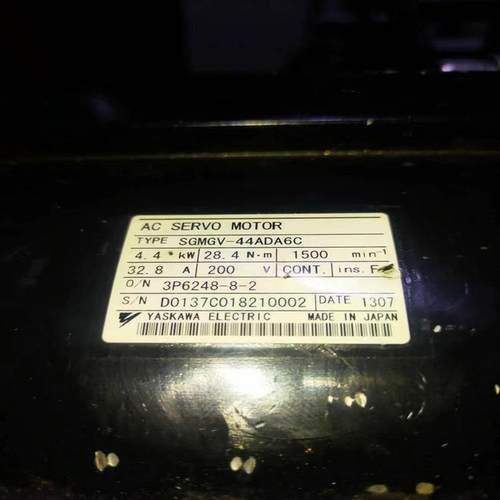 AC SERVO MOTOR
TYPE SGMGV-44ADA6C
4.4 kW 28.4 N·m 1500 min⁻¹
32.8 A 200 V CONT. ins. F
O/N 3P6248-8-2
S/N D0137C018210002 DATE 1307
YASKAWA ELECTRIC MADE IN JAPAN